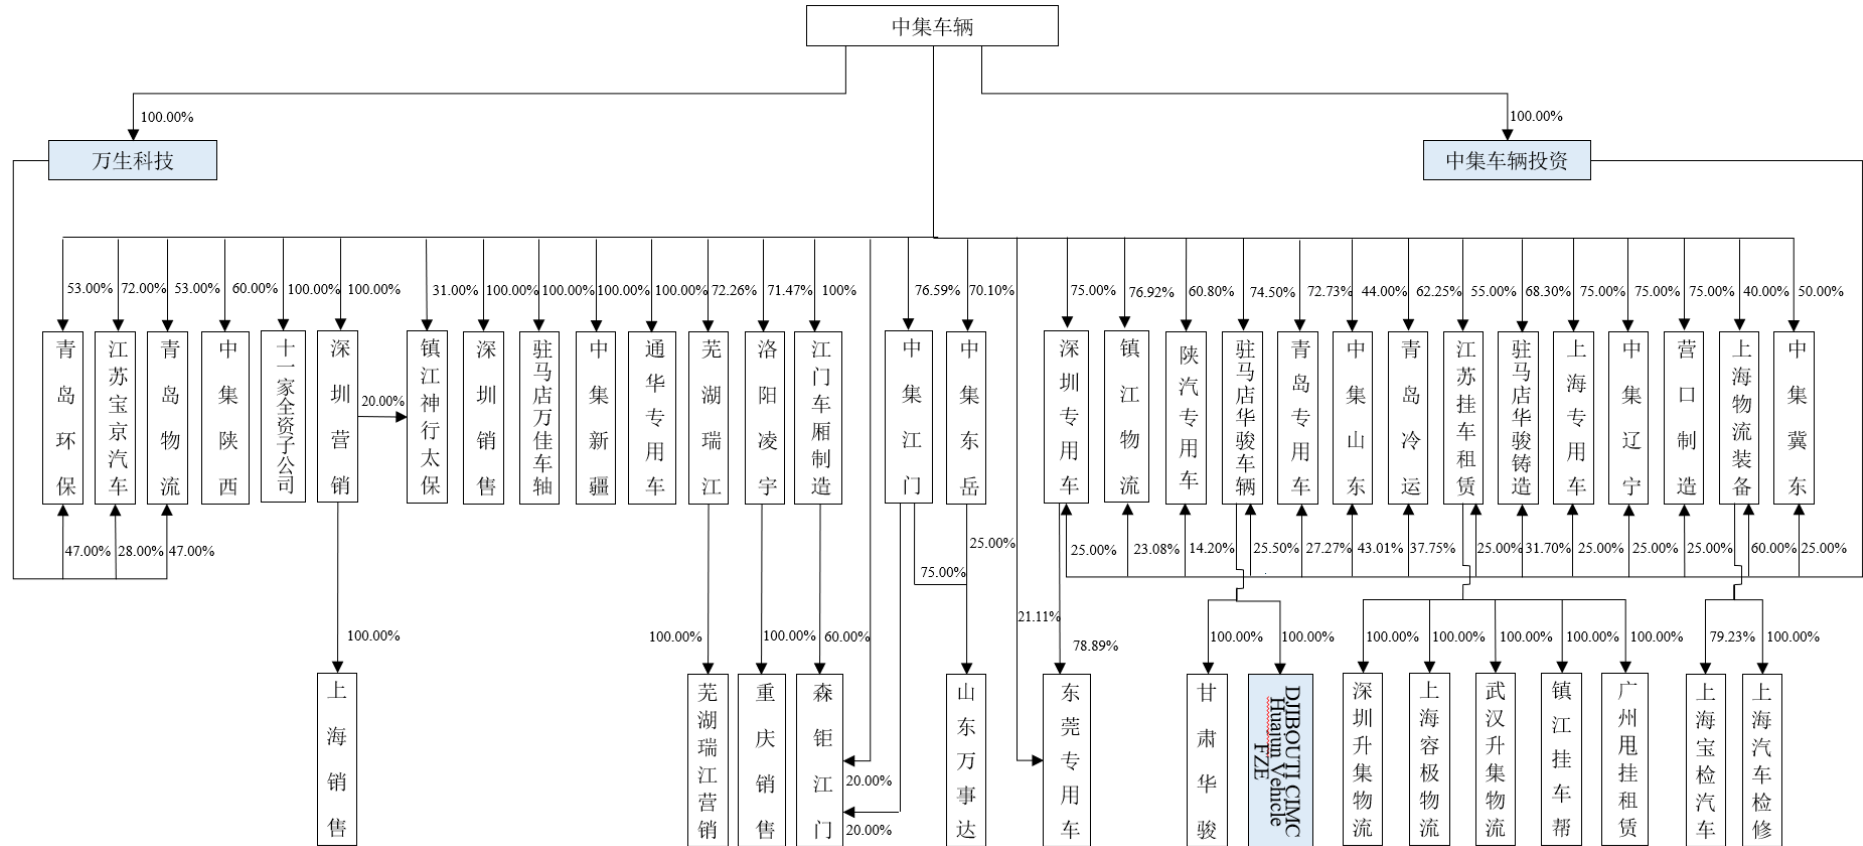 中集车辆
100.00%
100.00%
万生科技
中集车辆投资
53.00%
72.00%
53.00%
60.00%
100.00%
100.00%
31.00%
100.00%
100.00%
100.00%
100.00%
72.26%
71.47%
100%
76.59%
70.10%
75.00%
76.92%
60.80%
74.50%
72.73%
44.00%
62.25%
55.00%
68.30%
75.00%
75.00%
75.00%
40.00%
50.00%
青岛环保
江苏宝京汽车
青岛物流
中集陕西
十一家全资子公司
深圳营销
20.00%
镇江神行太保
深圳销售
驻马店万佳车轴
中集新疆
通华专用车
芜湖瑞江
洛阳凌宇
江门车厢制造
中集江门
中集东岳
深圳专用车
镇江物流
陕汽专用车
驻马店华骏车辆
青岛专用车
中集山东
青岛冷运
江苏挂车租赁
驻马店华骏铸造
上海专用车
中集辽宁
营口制造
上海物流装备
中集冀东
47.00%
28.00%
47.00%
25.00%
75.00%
25.00%
23.08%
14.20%
25.50%
27.27%
43.01%
37.75%
25.00%
31.70%
25.00%
25.00%
25.00%
60.00%
25.00%
100.00%
100.00%
100.00%
60.00%
21.11%
78.89%
100.00%
100.00%
100.00%
100.00%
100.00%
100.00%
100.00%
79.23%
100.00%
上海销售
芜湖瑞江营销
重庆销售
森钜江门
20.00%
20.00%
山东万事达
东莞专用车
甘肃华骏
DJIBOUTI CIMC
Huajun Vehicle
FZE
深圳升集物流
上海容极物流
武汉升集物流
镇江挂车帮
广州甩挂租赁
上海宝检汽车
上海汽车检修